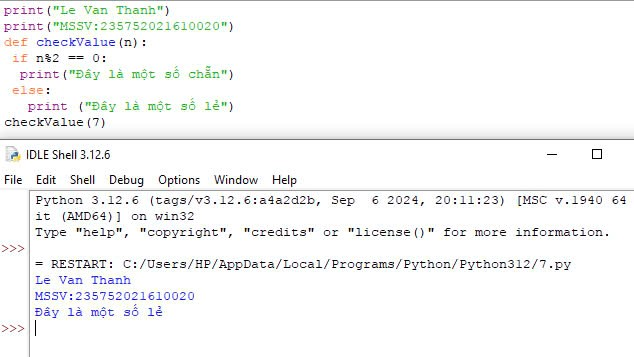 print("Le Van Thanh")
print("MSSV:235752021610020")
def checkValue(n):
 if n%2 == 0:
  print("Đây là một số chẵn")
 else:
   print ("Đây là một số lẻ")
checkValue(7)
IDLE Shell 3.12.6
File Edit Shell Debug Options Window Help
Python 3.12.6 (tags/v3.12.6:a4a2d2b, Sep  6 2024, 20:11:23) [MSC v.1940 64
it (AMD64)] on win32
Type "help", "copyright", "credits" or "license()" for more information.
>>>
= RESTART: C:/Users/HP/AppData/Local/Programs/Python/Python312/7.py
Le Van Thanh
MSSV:235752021610020
Đây là một số lẻ
>>>